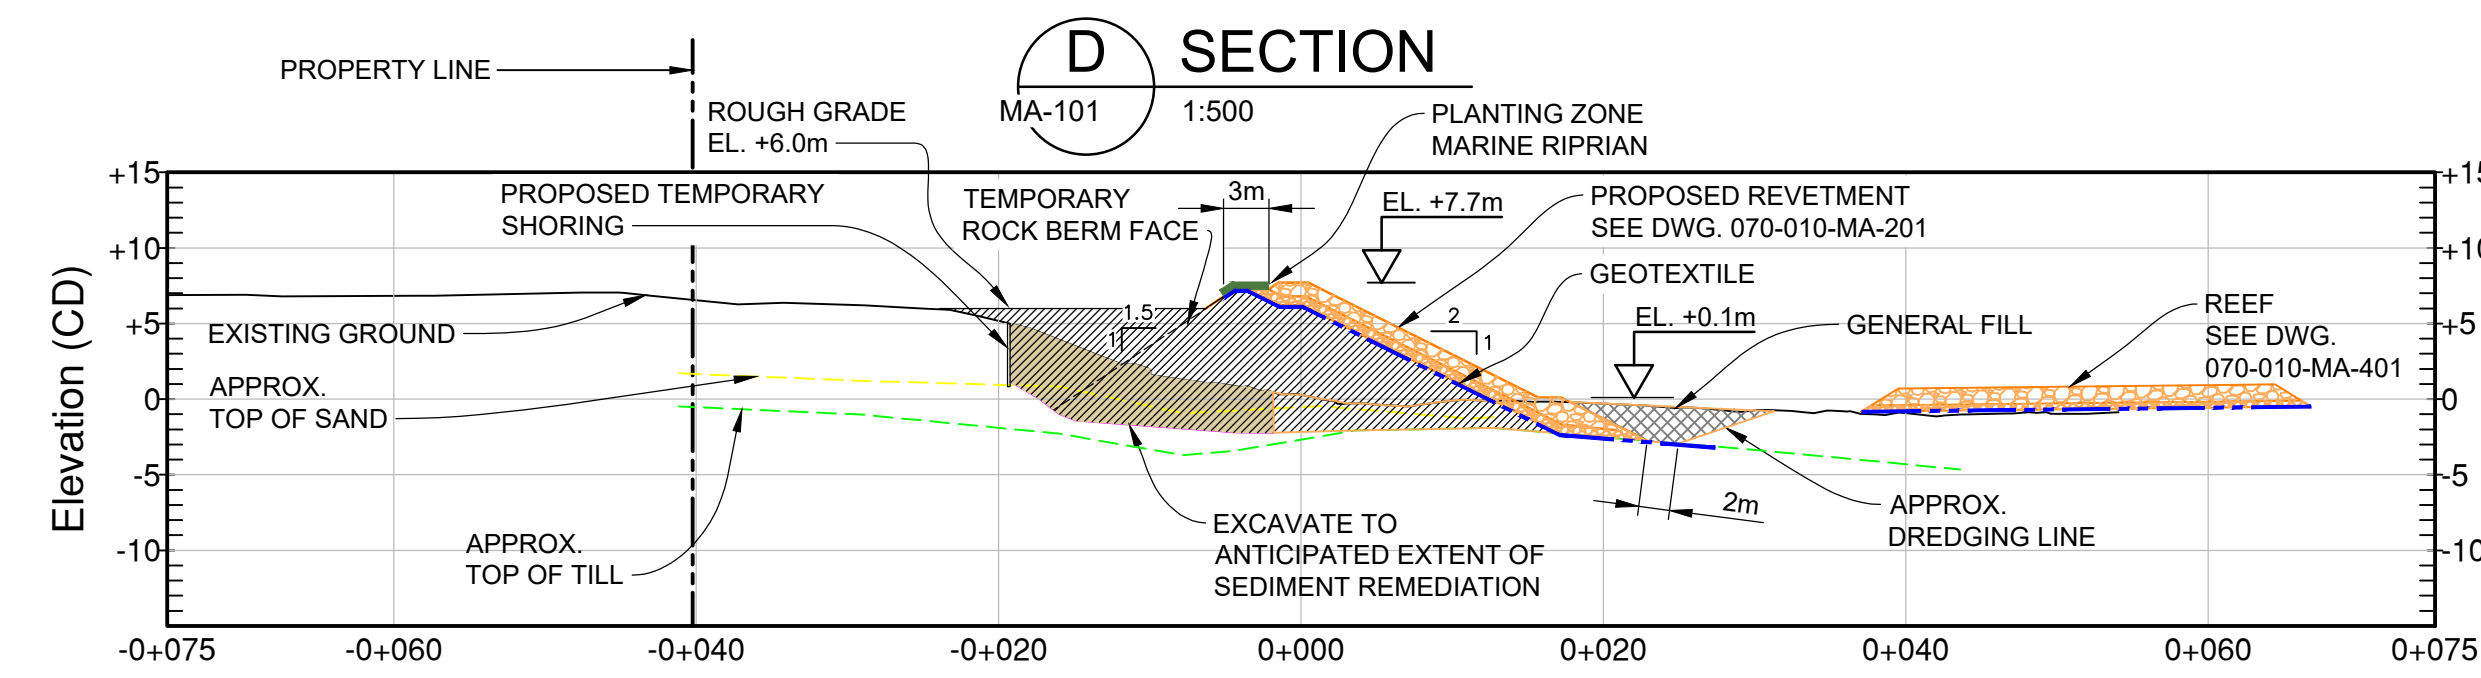 D SECTION
MA-101 1:500
PROPERTY LINE
ROUGH GRADE
EL. +6.0m
PLANTING ZONE
MARINE RIPRIAN
PROPOSED TEMPORARY
SHORING
TEMPORARY
ROCK BERM FACE
3m
EL. +7.7m
PROPOSED REVETMENT
SEE DWG. 070-010-MA-201
GEOTEXTILE
1.5
1
2
1
EL. +0.1m
GENERAL FILL
REEF
SEE DWG.
070-010-MA-401
EXISTING GROUND
APPROX.
TOP OF SAND
APPROX.
TOP OF TILL
EXCAVATE TO
ANTICIPATED EXTENT OF
SEDIMENT REMEDIATION
2m
APPROX.
DREDGING LINE
Elevation (CD)
+15
+10
+5
0
-5
-10
+15
+10
+5
0
-5
-10
-0+075 -0+060 -0+040 -0+020 0+000 0+020 0+040 0+060 0+075